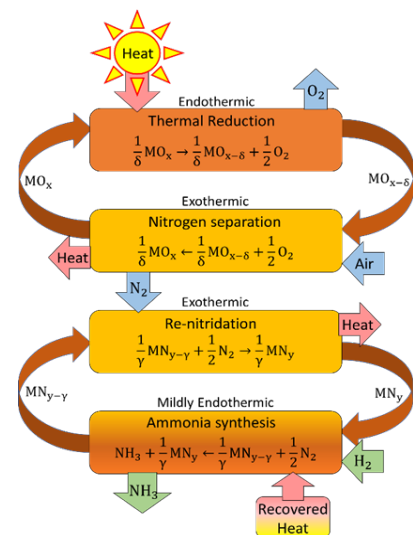 Heat
O₂
Endothermic
Thermal Reduction
1/δ MOₓ → 1/δ MOₓ₋δ + 1/2 O₂
MOₓ
MOₓ₋δ
Exothermic
Nitrogen separation
1/δ MOₓ ← 1/δ MOₓ₋δ + 1/2 O₂
Heat
Air
N₂
Exothermic
Re-nitridation
1/γ MNy₋γ + 1/2 N₂ → 1/γ MNy
Heat
MNy₋γ
MNy
Mildly Endothermic
Ammonia synthesis
NH₃ + 1/γ MNy ← 1/γ MNy₋γ + 1/2 N₂
H₂
NH₃
Recovered
Heat